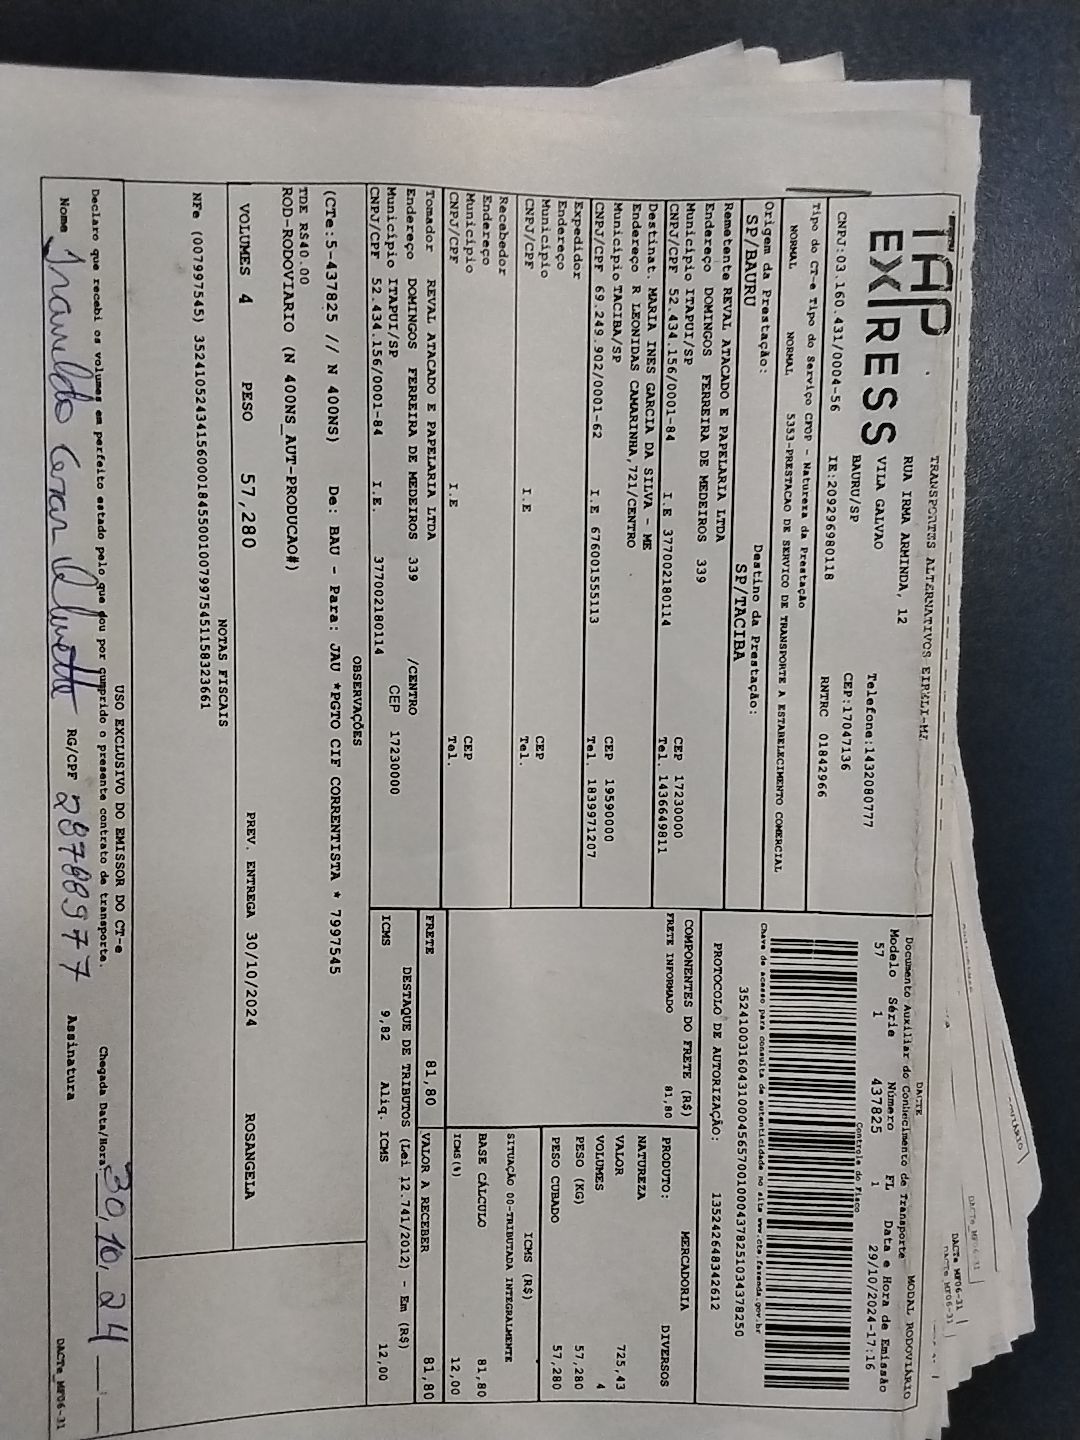 TAP
EXPRESS
TRANSPORTES ALTERNATIVOS EIRELI-ME
RUA IRMA ARMINDA, 12
VILA GALVAO
BAURU/SP
Telefone:1432080777
CEP:17047136
CNPJ:03.160.431/0004-56
IE:209296980118
RNTRC 01842966
DACTE
Documento Auxiliar do Conhecimento de Transporte
MODAL RODOVIARIO
Modelo Série Número FL Data e Hora de Emissão
57 1 437825 1 29/10/2024-17:16
Controle do Fisco
Chave de acesso para consulta de autenticidade no site www.cte.fazenda.gov.br
35241003160431000456570010004378251034378250
PROTOCOLO DE AUTORIZAÇÃO: 135242648342612
Tipo do CT-e Tipo do Serviço CFOP - Natureza da Prestação
NORMAL NORMAL 5353-PRESTACAO DE SERVICO DE TRANSPORTE A ESTABELECIMENTO COMERCIAL
Origem da Prestação: Destino da Prestação:
SP/BAURU SP/TACIBA
Remetente REVAL ATACADO E PAPELARIA LTDA
Endereço DOMINGOS FERREIRA DE MEDEIROS 339
Município ITAPUI/SP CEP 17230000
CNPJ/CPF 52.434.156/0001-84 I.E 377002180114 Tel. 1436649811
Destinat. MARIA INES GARCIA DA SILVA - ME
Endereço R LEONIDAS CAMARINHA,721/CENTRO
Município TACIBA/SP CEP 19590000
CNPJ/CPF 69.249.902/0001-62 I.E 676001555113 Tel. 1839971207
Expedidor
Endereço
Município CEP
CNPJ/CPF I.E Tel.
Recebedor
Endereço
Município CEP
CNPJ/CPF I.E Tel.
Tomador REVAL ATACADO E PAPELARIA LTDA
Endereço DOMINGOS FERREIRA DE MEDEIROS 339 /CENTRO
Município ITAPUI/SP CEP 17230000
CNPJ/CPF 52.434.156/0001-84 I.E. 377002180114
COMPONENTES DO FRETE (R$)
FRETE INFORMADO 81,80
MERCADORIA
PRODUTO: DIVERSOS
NATUREZA
VALOR 725,43
VOLUMES 4
PESO (KG) 57,280
PESO CUBADO 57,280
ICMS (R$)
SITUAÇÃO 00-TRIBUTADA INTEGRALMENTE
BASE CÁLCULO 81,80
ICMS(%) 12,00
FRETE 81,80 VALOR A RECEBER 81,80
DESTAQUE DE TRIBUTOS (Lei 12.741/2012) - Em (R$)
ICMS 9,82 Aliq. ICMS 12,00
OBSERVAÇÕES
(CTe:5-437825 // N 400NS) De: BAU - Para: JAU *PGTO CIF CORRENTISTA * 7997545
TDE R$40.00
ROD-RODOVIARIO (N 400NS_AUT-PRODUCAO#)
VOLUMES 4 PESO 57,280 PREV. ENTREGA 30/10/2024 ROSANGELA
NOTAS FISCAIS
NFe (007997545) 35241052434156000184550010079975451158323661
USO EXCLUSIVO DO EMISSOR DO CT-e
Declaro que recebi os volumes em perfeito estado pelo que dou por cumprido o presente contrato de transporte. Chegada Data/Hora 30, 10, 24
Nome RG/CPF Assinatura
DACTe_MF06-31
DACTe_MF06-31
DACTe MF06-31